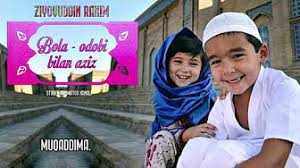 ZIYOVUDDIN RAHIM
Bola - odobi
bilan aziz
MUQADDIMA.